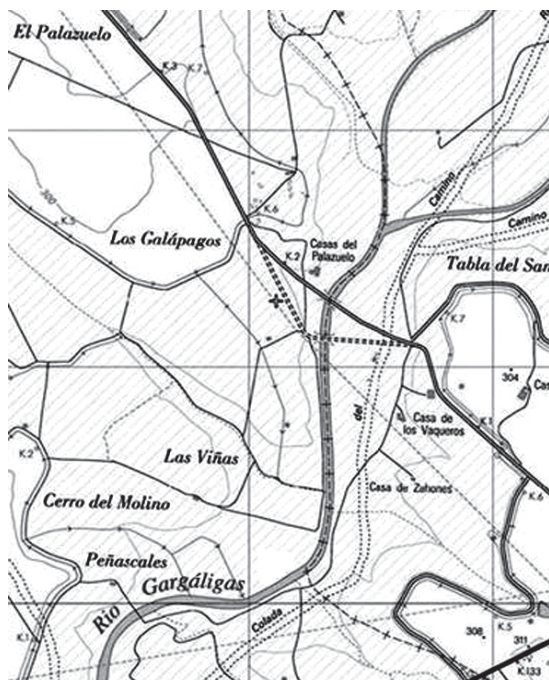 El Palazuelo
K.3
K.7
300
K.5
K.6
Camino
Camino
Los Galápagos
K.2
Casas del
Palazuelo
Tabla del San
K.7
304
Cas
K.1
Casa de
los Vaqueros
del
K.2
Las Viñas
Casa de Zahones
K.6
Cerro del Molino
Peñascales
Rio
Gargáligas
Colada
K.1
308
K.5
311
K.133